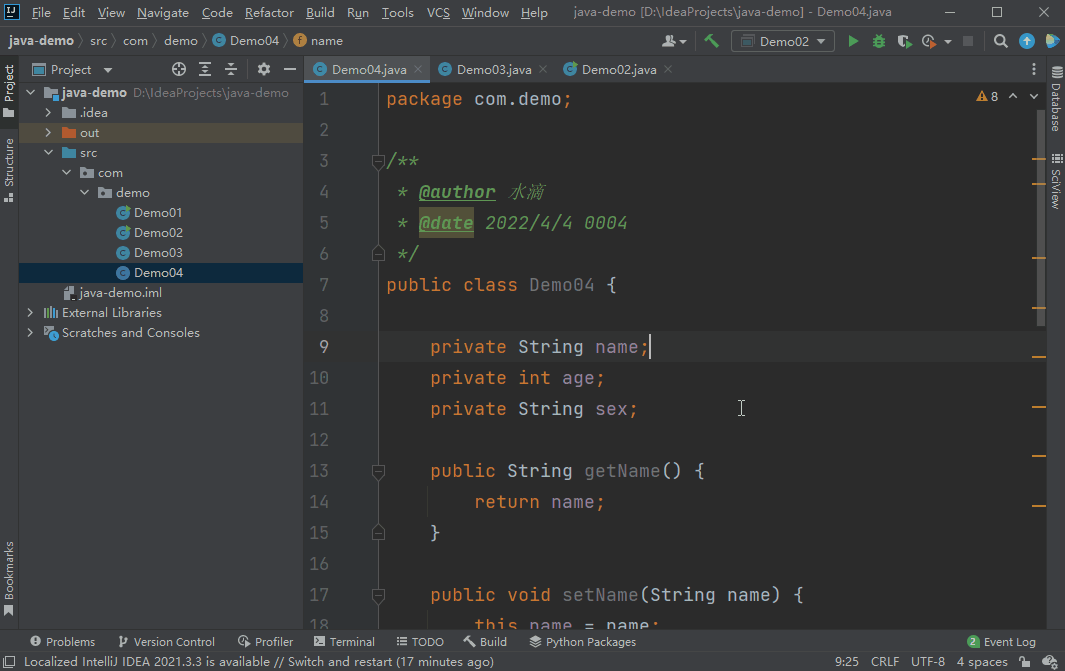 File Edit View Navigate Code Refactor Build Run Tools VCS Window Help java-demo [D:\IdeaProjects\java-demo] - Demo04.java
java-demo src com demo Demo04 name Demo02
Project Demo04.java Demo03.java Demo02.java
Project
Structure
Bookmarks
java-demo D:\IdeaProjects\java-demo
.idea
out
src
com
demo
Demo01
Demo02
Demo03
Demo04
java-demo.iml
External Libraries
Scratches and Consoles
8
1 package com.demo;
2
3 /**
4 * @author 水滴
5 * @date 2022/4/4 0004
6 */
7 public class Demo04 {
8
9 private String name;
10 private int age;
11 private String sex;
12
13 public String getName() {
14 return name;
15 }
16
17 public void setName(String name) {
18 this.name = name;
Database
SciView
Problems Version Control Profiler Terminal TODO Build Python Packages 2 Event Log
Localized IntelliJ IDEA 2021.3.3 is available // Switch and restart (17 minutes ago) 9:25 CRLF UTF-8 4 spaces